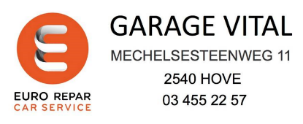 GARAGE VITAL
MECHELSESTEENWEG 11
2540 HOVE
03 455 22 57
EURO REPAR
CAR SERVICE